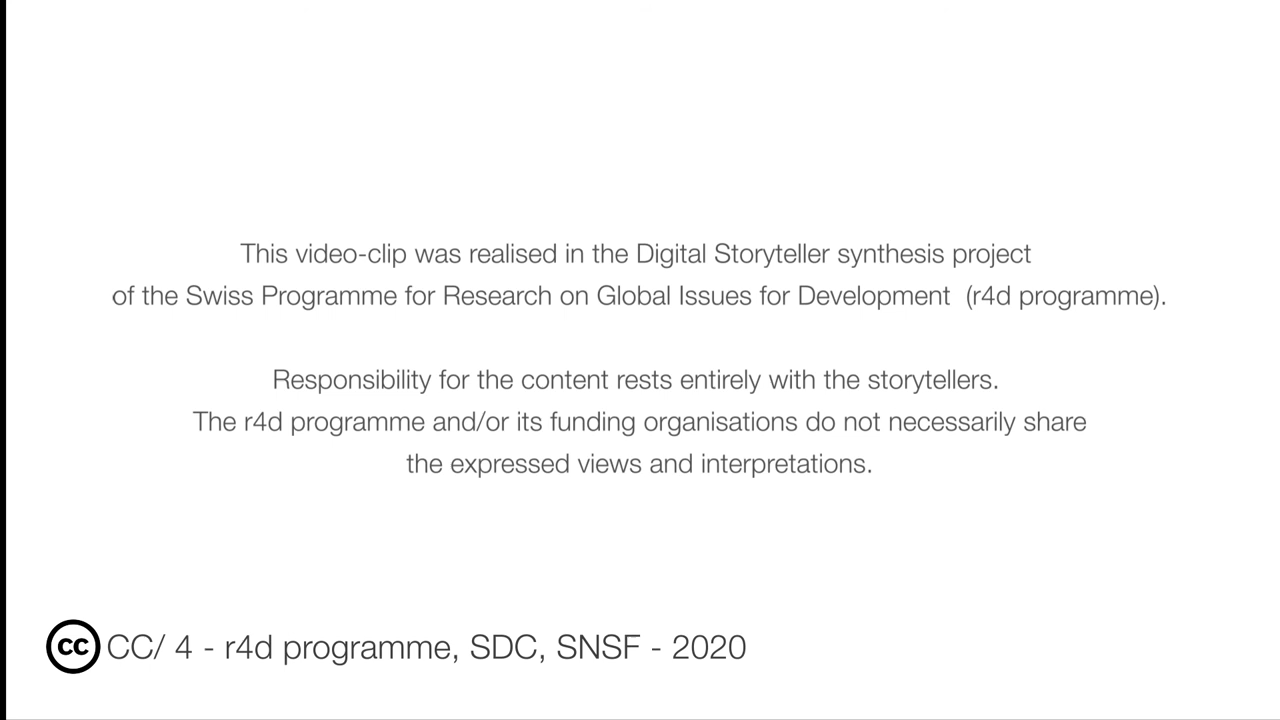 This video-clip was realised in the Digital Storyteller synthesis project
of the Swiss Programme for Research on Global Issues for Development (r4d programme).
Responsibility for the content rests entirely with the storytellers.
The r4d programme and/or its funding organisations do not necessarily share
the expressed views and interpretations.
cc CC/ 4 - r4d programme, SDC, SNSF - 2020